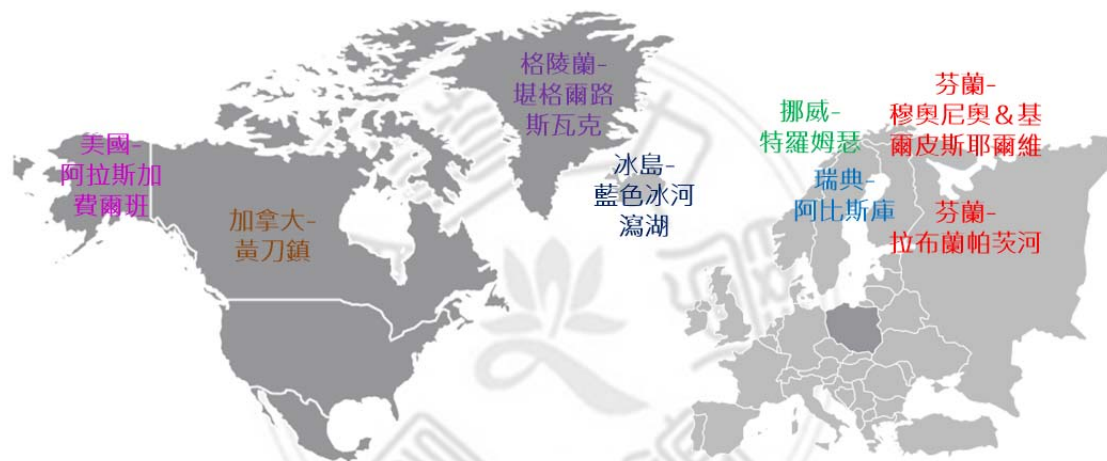 美國-
阿拉斯加
費爾班
加拿大-
黃刀鎮
格陵蘭-
堪格爾路
斯瓦克
冰島-
藍色冰河
瀉湖
挪威-
特羅姆瑟
瑞典-
阿比斯庫
芬蘭-
穆奧尼奧＆基
爾皮斯耶爾維
芬蘭-
拉布蘭帕茨河